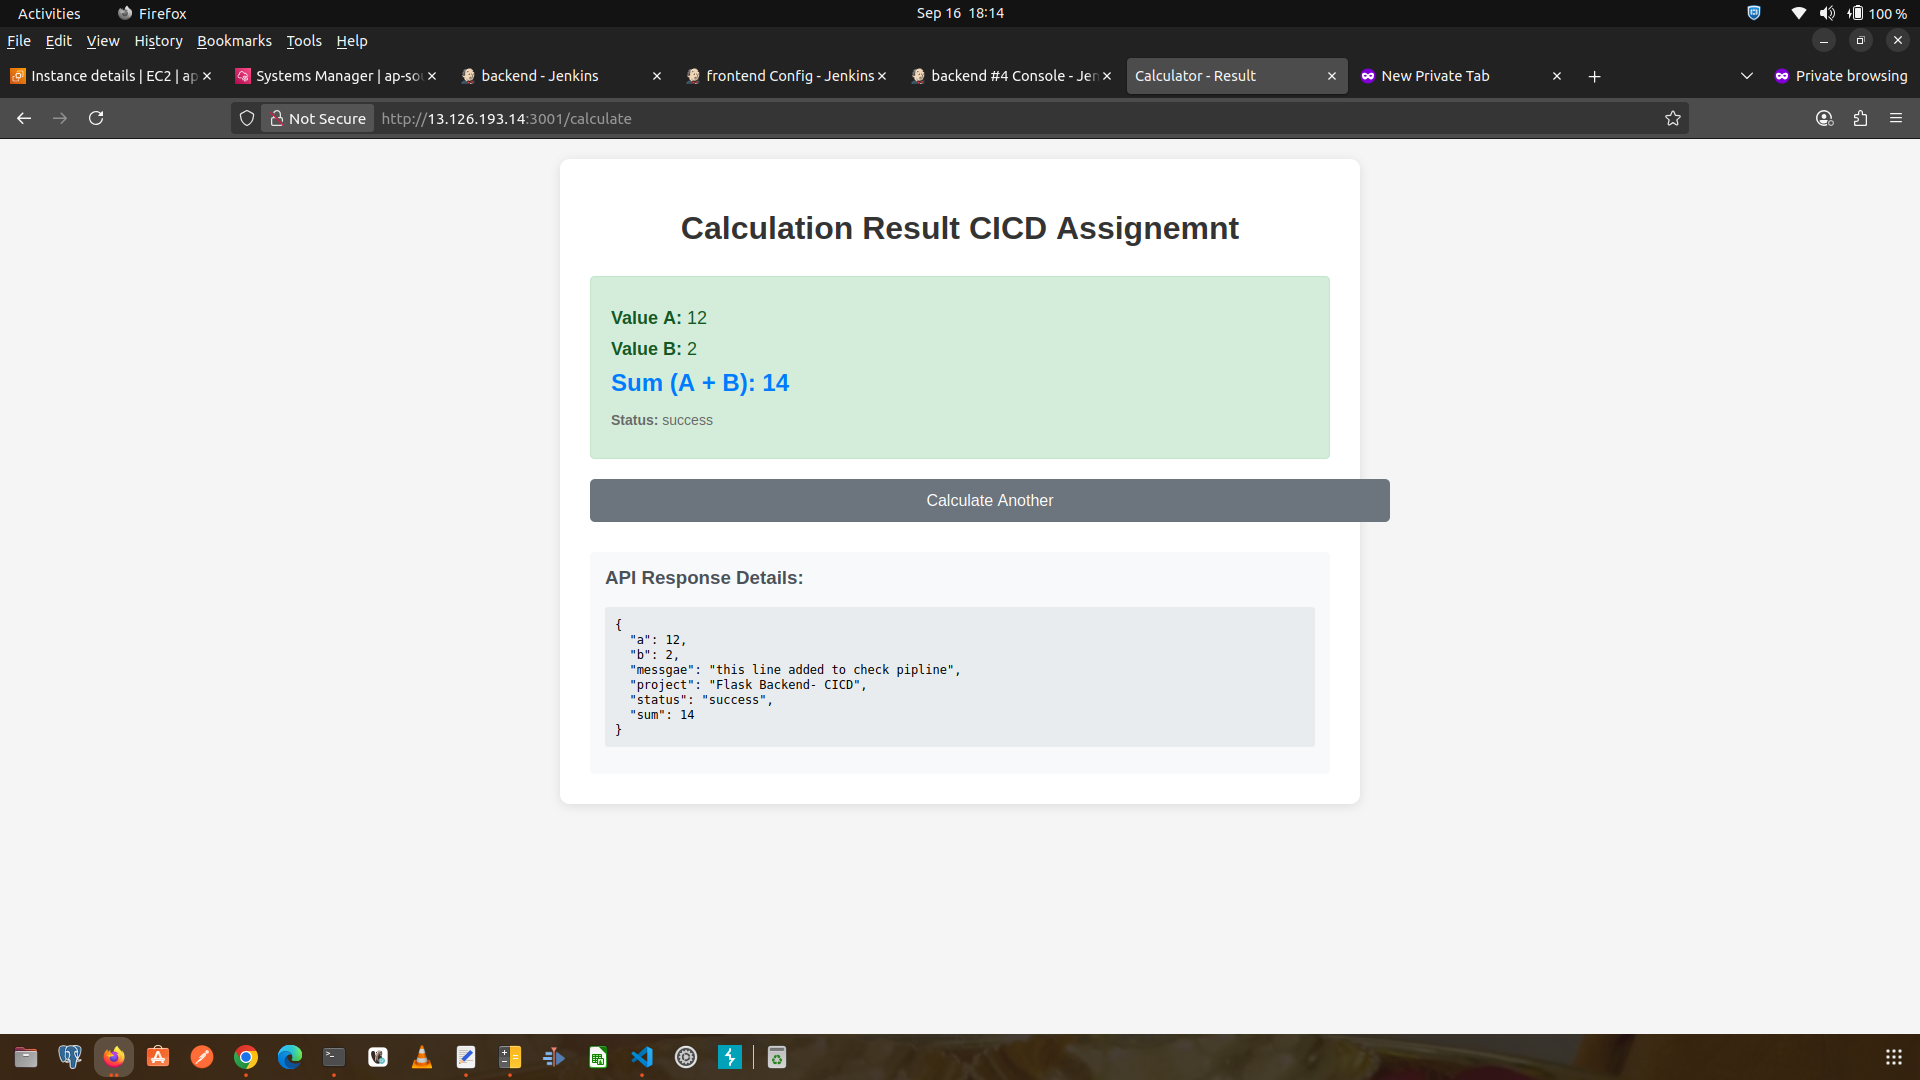 Activities
Firefox
Sep 16 18:14
100 %
File Edit View History Bookmarks Tools Help
Instance details | EC2 | ap
Systems Manager | ap-so
backend - Jenkins
frontend Config - Jenkins
backend #4 Console - Jen
Calculator - Result
New Private Tab
Private browsing
Not Secure
http://13.126.193.14:3001/calculate
Calculation Result CICD Assignemnt
Value A: 12
Value B: 2
Sum (A + B): 14
Status: success
Calculate Another
API Response Details:
{
"a": 12,
"b": 2,
"messgae": "this line added to check pipline",
"project": "Flask Backend- CICD",
"status": "success",
"sum": 14
}